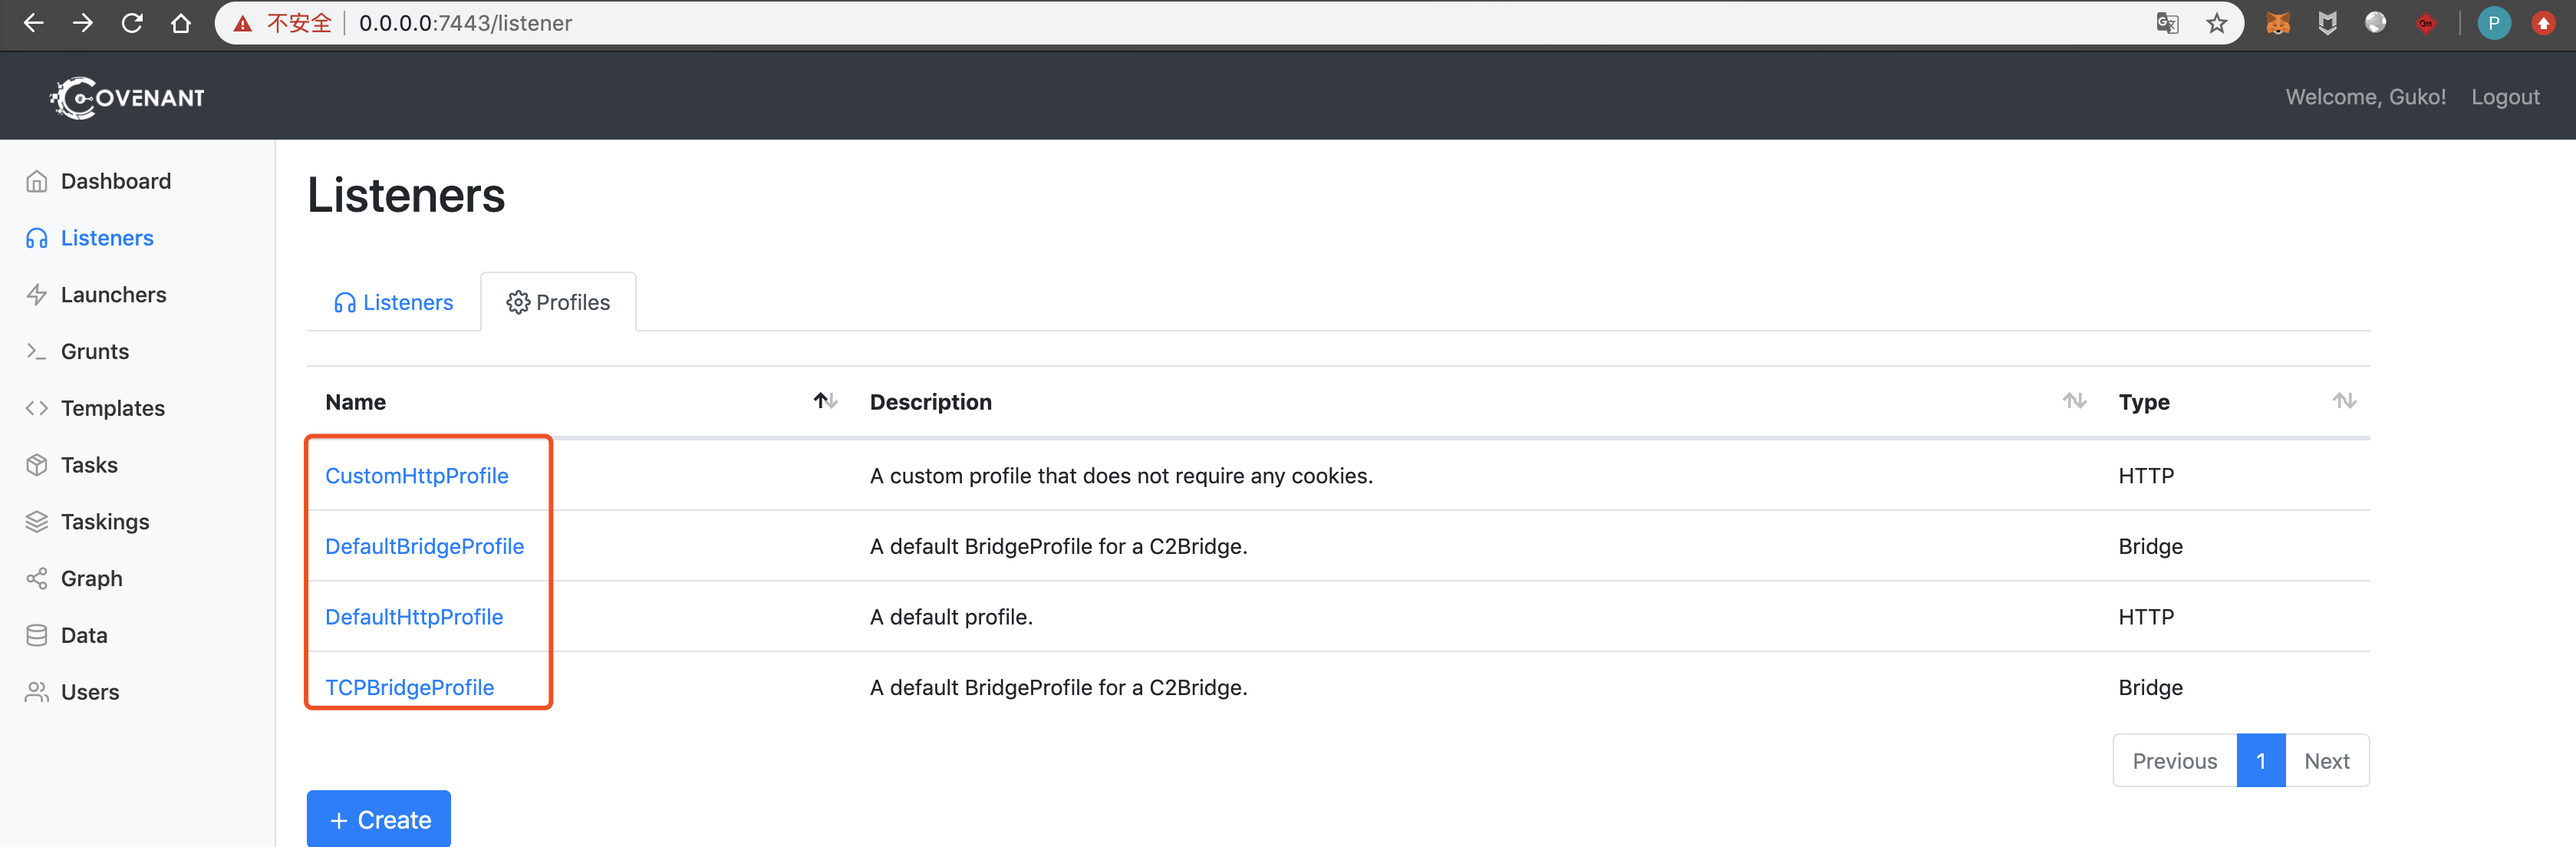 不安全 0.0.0.0:7443/listener P
COVENANT Welcome, Guko! Logout
Dashboard
Listeners
Launchers
Grunts
Templates
Tasks
Taskings
Graph
Data
Users
Listeners
Listeners Profiles
Name Description Type
CustomHttpProfile A custom profile that does not require any cookies. HTTP
DefaultBridgeProfile A default BridgeProfile for a C2Bridge. Bridge
DefaultHttpProfile A default profile. HTTP
TCPBridgeProfile A default BridgeProfile for a C2Bridge. Bridge
Previous 1 Next
+ Create